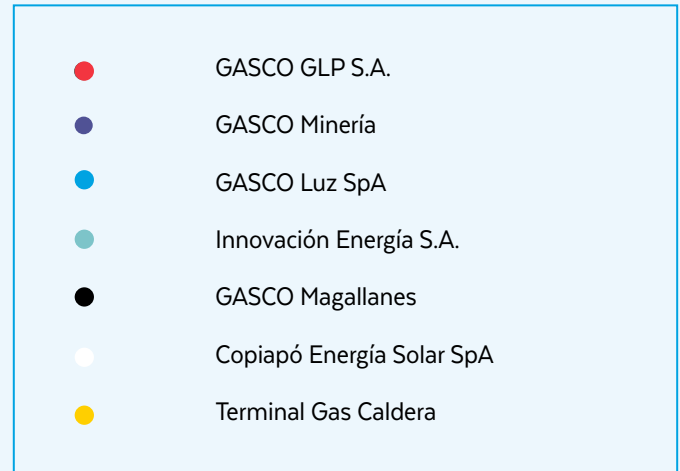 GASCO GLP S.A.
GASCO Minería
GASCO Luz SpA
Innovación Energía S.A.
GASCO Magallanes
Copiapó Energía Solar SpA
Terminal Gas Caldera